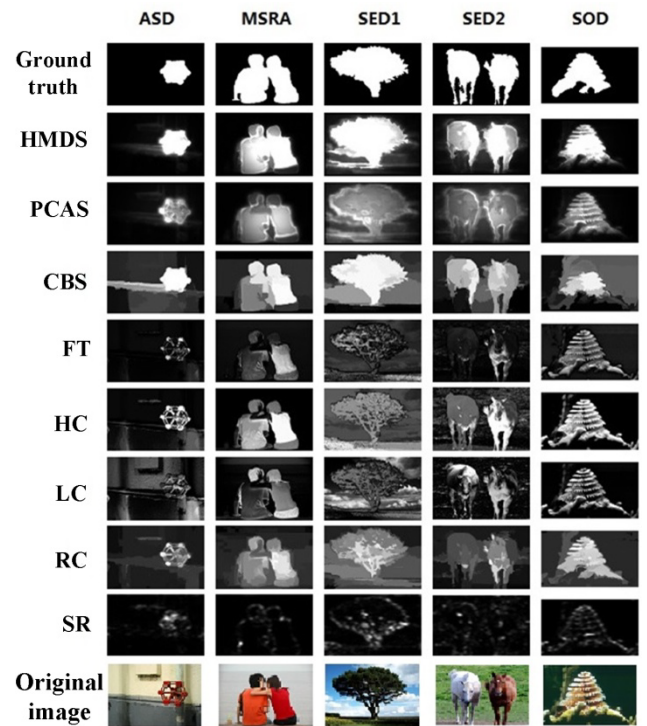 ASD MSRA SED1 SED2 SOD
Ground
truth
HMDS
PCAS
CBS
FT
HC
LC
RC
SR
Original
image